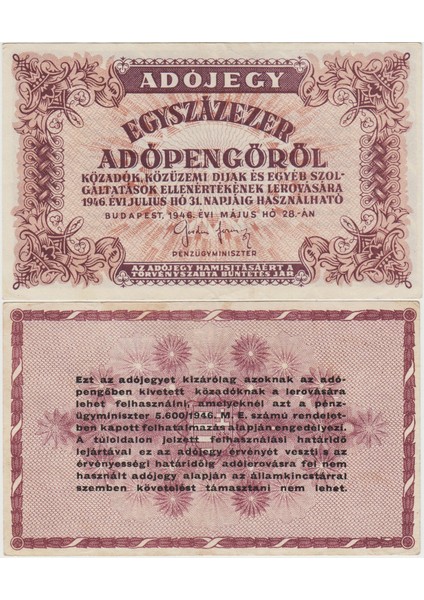 ADÓJEGY
EGYSZÁZEZER
ADÓPENGŐRŐL
KÖZADÓK, KÖZÜZEMI DIJAK ÉS EGYÉB SZOL-
GÁLTATÁSOK ELLENÉRTÉKÉNEK LEROVÁSÁRA
1946. ÉVI JULIUS HÓ 31. NAPJÁIG HASZNÁLHATÓ
BUDAPEST, 1946. ÉVI MÁJUS HÓ 28.-ÁN
PÉNZÜGYMINISZTER
AZ ADÓJEGY HAMISITÁSÁÉRT A
TÖRVÉNYSZABTA BÜNTETÉS JÁR
Ezt az adójegyet kizárólag azoknak az adó-
pengőben kivetett közadóknak a lerovására
lehet felhasználni, amelyeknél azt a pénz-
ügyminiszter 5.600/1946. M. E. számú rendelet-
ben kapott felhatalmazás alapján engedélyezi.
A túloldalon jelzett felhasználási határidő
lejártával ez az adójegy érvényét veszti s az
érvényességi határidőig adólerovásra fel nem
használt adójegy alapján az államkincstárral
szemben követelést támasztani nem lehet.